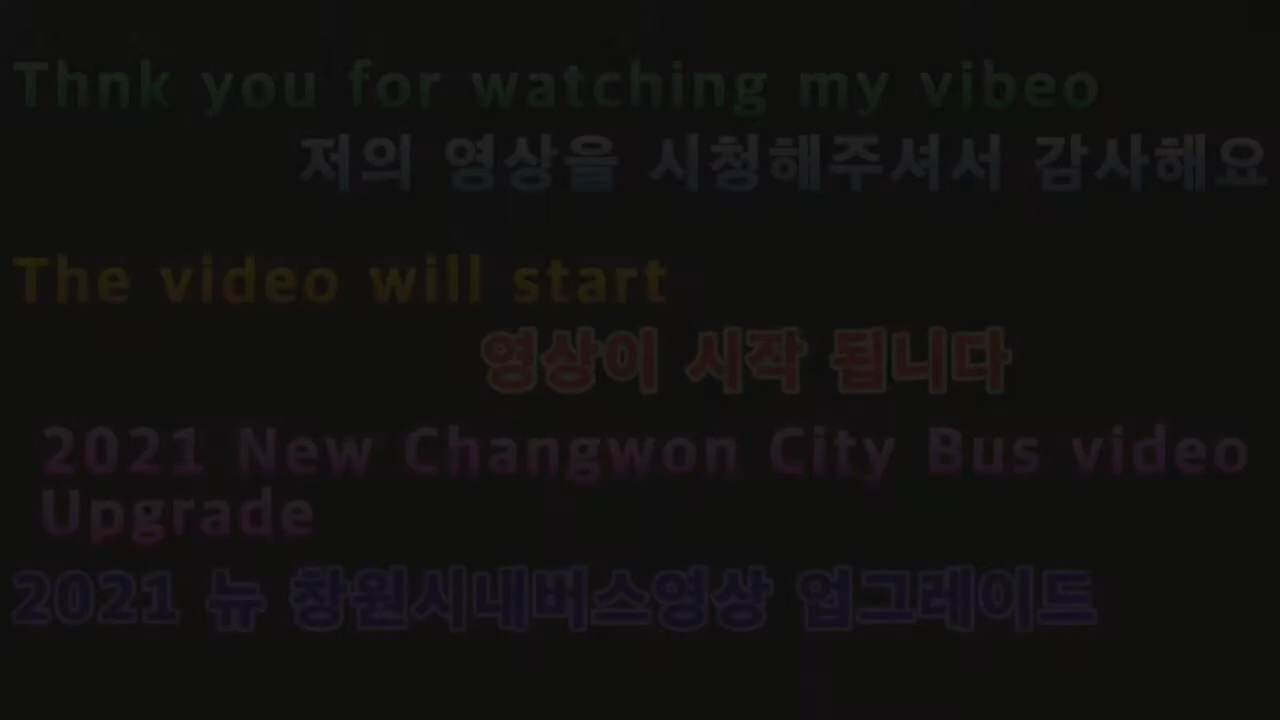 Thnk you for watching my vibeo
저의 영상을 시청해주셔서 감사해요
The video will start
영상이 시작 됩니다
2021 New Changwon City Bus video
Upgrade
2021 뉴 창원시내버스영상 업그레이드